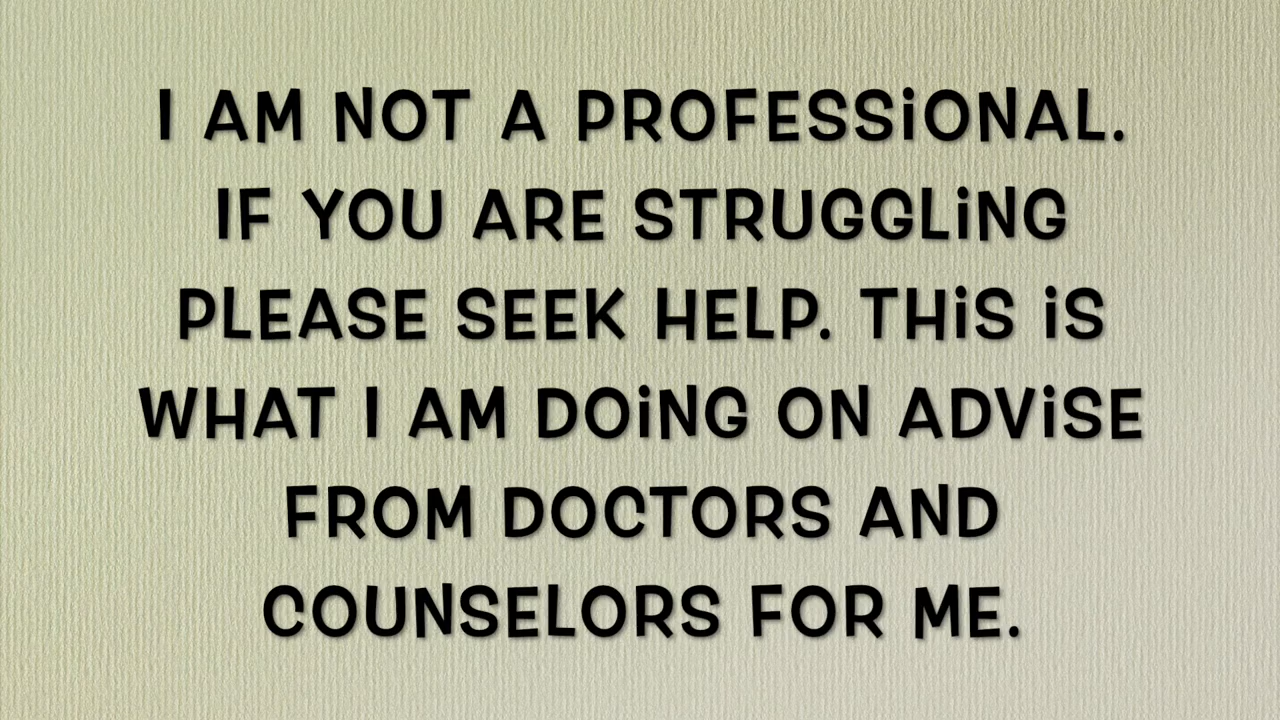 I AM NOT A PROFESSiONAL.
IF YOU ARE STRUGGLiNG
PLEASE SEEK HELP. THiS iS
WHAT I AM DOiNG ON ADViSE
FROM DOCTORS AND
COUNSELORS FOR ME.